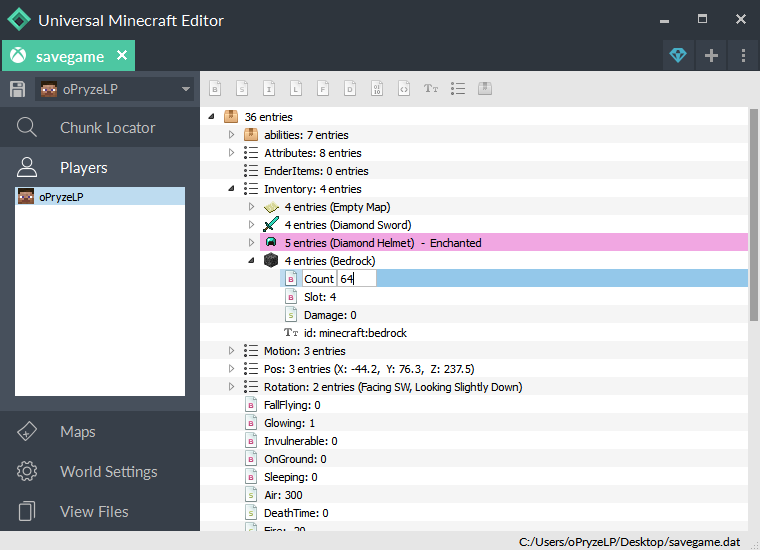 Universal Minecraft Editor
savegame
oPryzeLP
Chunk Locator
Players
oPryzeLP
Maps
World Settings
View Files
B S I L F D 01 10 <> TT
36 entries
abilities: 7 entries
Attributes: 8 entries
EnderItems: 0 entries
Inventory: 4 entries
4 entries (Empty Map)
4 entries (Diamond Sword)
5 entries (Diamond Helmet) - Enchanted
4 entries (Bedrock)
B Count 64
B Slot: 4
S Damage: 0
TT id: minecraft:bedrock
Motion: 3 entries
Pos: 3 entries (X: -44.2, Y: 76.3, Z: 237.5)
Rotation: 2 entries (Facing SW, Looking Slightly Down)
B FallFlying: 0
B Glowing: 1
B Invulnerable: 0
B OnGround: 0
B Sleeping: 0
S Air: 300
S DeathTime: 0
Fire: -20
C:/Users/oPryzeLP/Desktop/savegame.dat